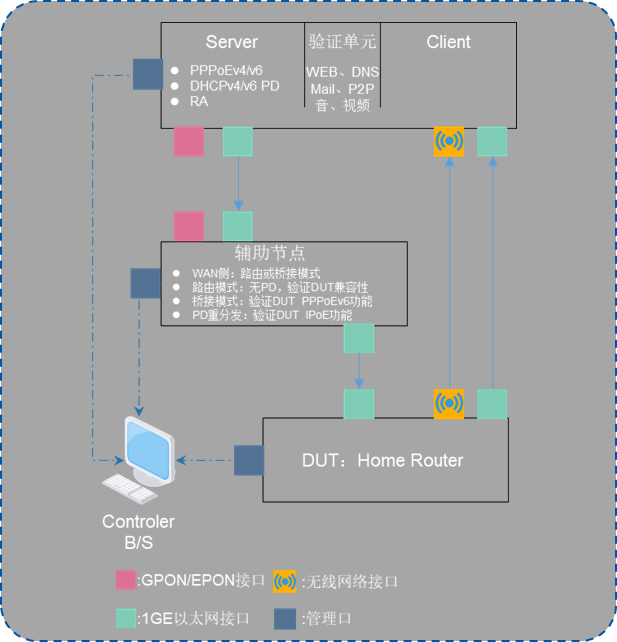 Server
验证单元
Client
PPPoEv4/v6
DHCPv4/v6 PD
RA
WEB、DNS
Mail、P2P
音、视频
辅助节点
WAN侧：路由或桥接模式
路由模式：无PD，验证DUT兼容性
桥接模式：验证DUT PPPoEv6功能
PD重分发：验证DUT IPoE功能
DUT：Home Router
Controler
B/S
:GPON/EPON接口
:无线网络接口
:1GE以太网接口
:管理口